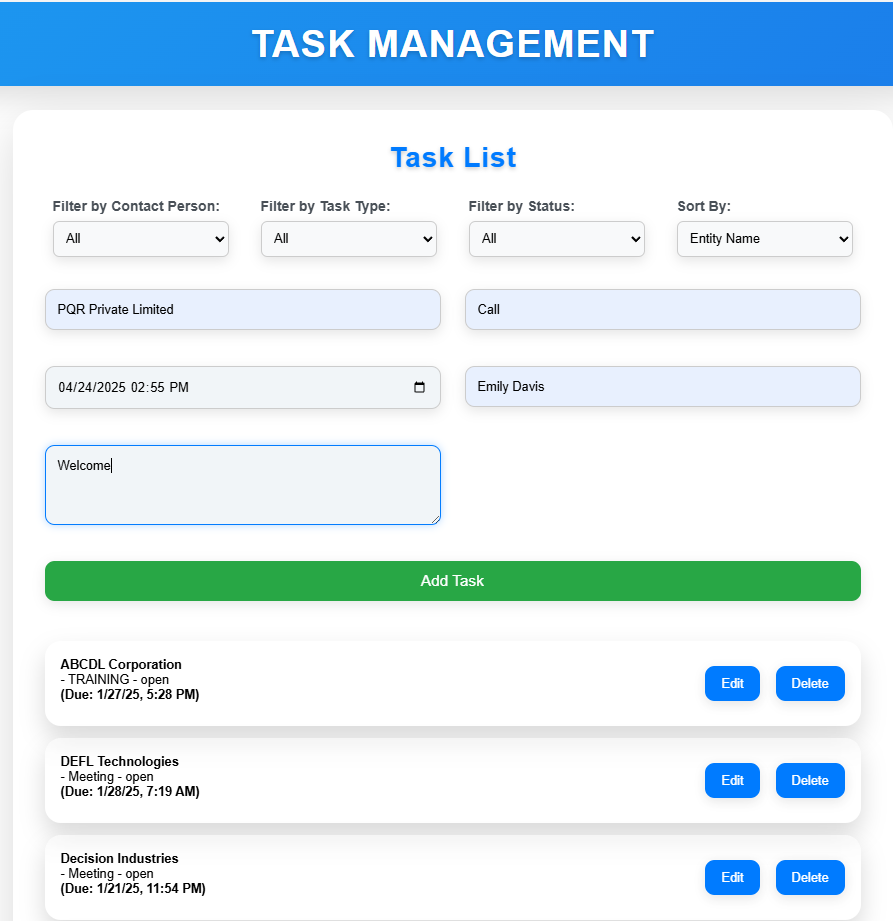 TASK MANAGEMENT
Task List
Filter by Contact Person: Filter by Task Type: Filter by Status: Sort By:
All All All Entity Name
PQR Private Limited Call
04/24/2025 02:55 PM Emily Davis
Welcome
Add Task
ABCDL Corporation
- TRAINING - open
(Due: 1/27/25, 5:28 PM)
Edit Delete
DEFL Technologies
- Meeting - open
(Due: 1/28/25, 7:19 AM)
Edit Delete
Decision Industries
- Meeting - open
(Due: 1/21/25, 11:54 PM)
Edit Delete